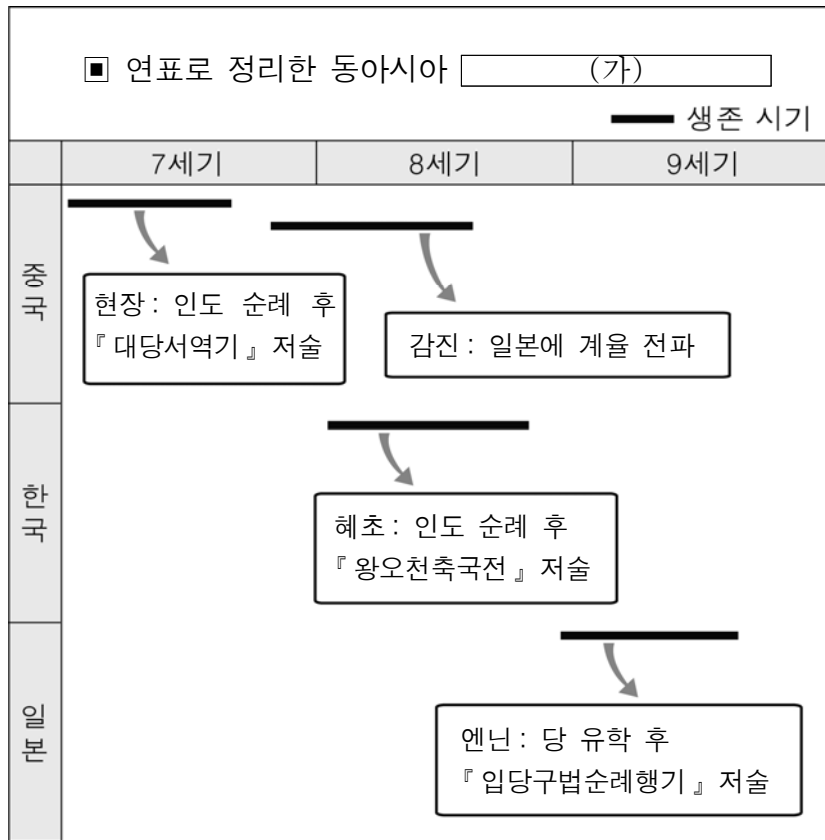 ▣ 연표로 정리한 동아시아 (가)
생존 시기
7세기 8세기 9세기
중국
현장 : 인도 순례 후
『대당서역기』 저술
감진 : 일본에 계율 전파
한국
혜초 : 인도 순례 후
『왕오천축국전』 저술
일본
엔닌 : 당 유학 후
『입당구법순례행기』 저술